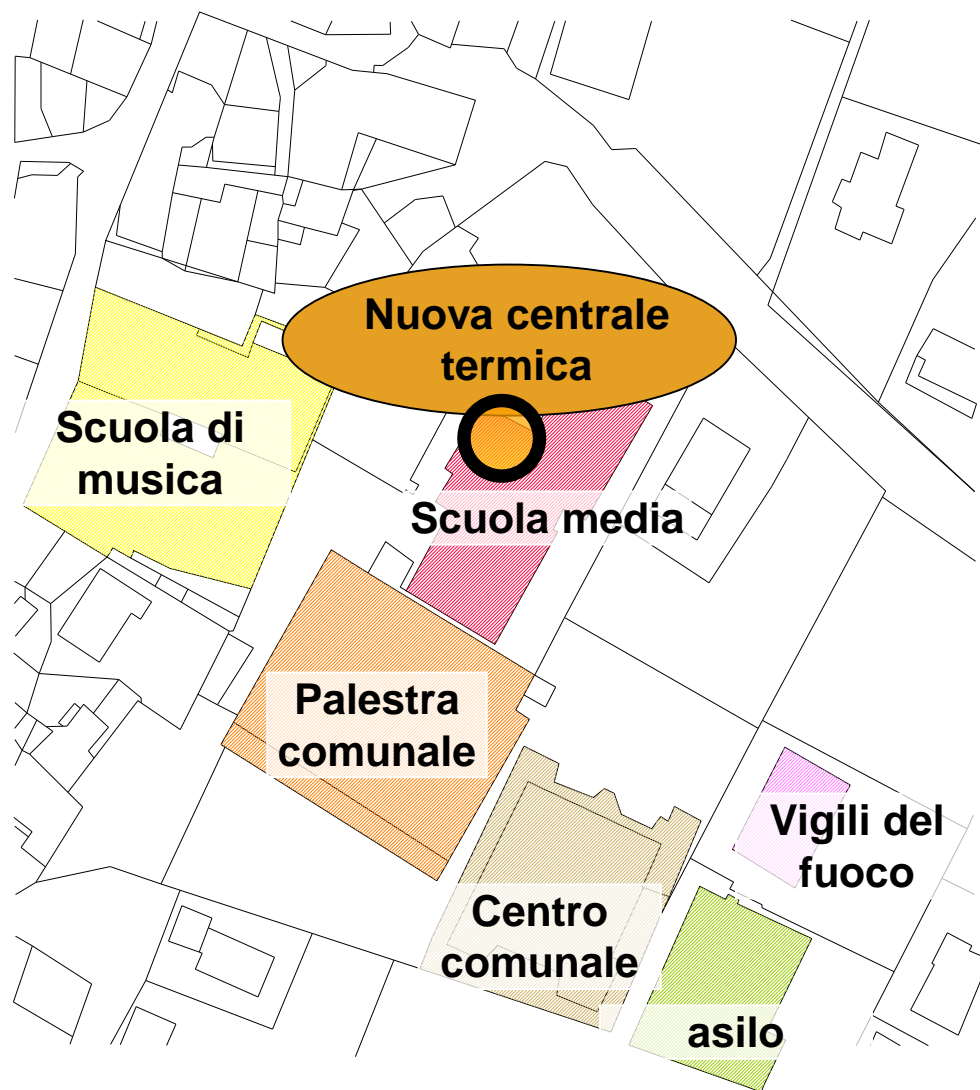 Nuova centrale
termica
Scuola di
musica
Scuola media
Palestra
comunale
Vigili del
fuoco
Centro
comunale
asilo